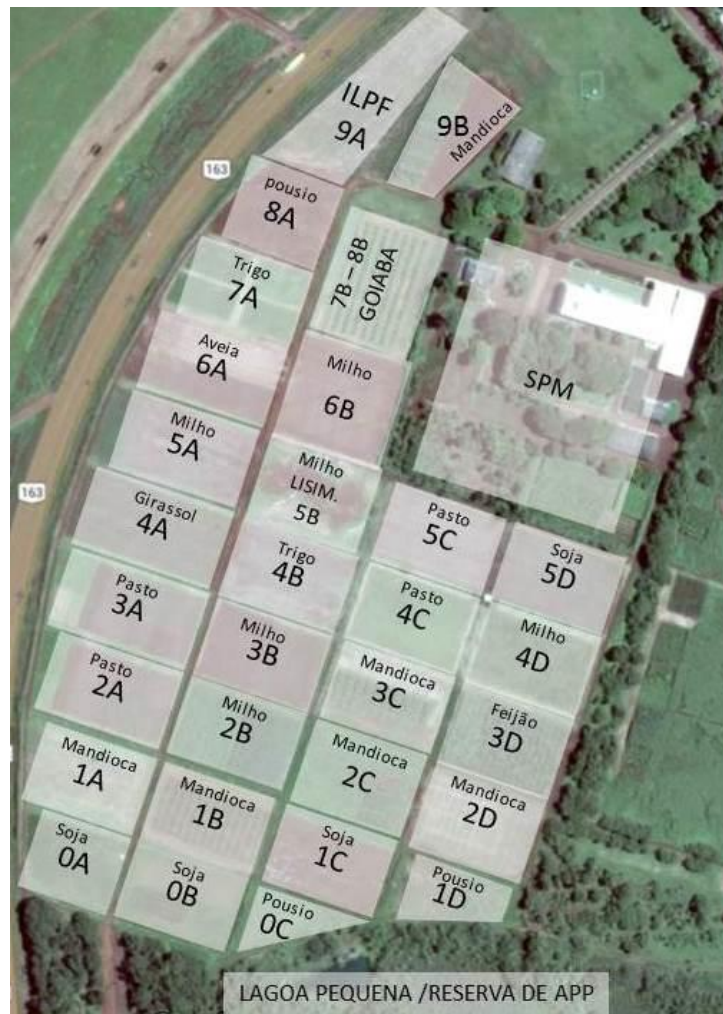 ILPF
9A
9B
Mandioca
163
pousio
8A
7B – 8B
GOIABA
Trigo
7A
Aveia
6A
Milho
6B
SPM
Milho
5A
Milho
LISIM.
5B
163
Girassol
4A
Pasto
5C
Soja
5D
Trigo
4B
Pasto
3A
Pasto
4C
Milho
4D
Milho
3B
Pasto
2A
Mandioca
3C
Feijão
3D
Milho
2B
Mandioca
1A
Mandioca
2C
Mandioca
2D
Mandioca
1B
Soja
0A
Soja
1C
Soja
0B
Pousio
1D
Pousio
0C
LAGOA PEQUENA /RESERVA DE APP